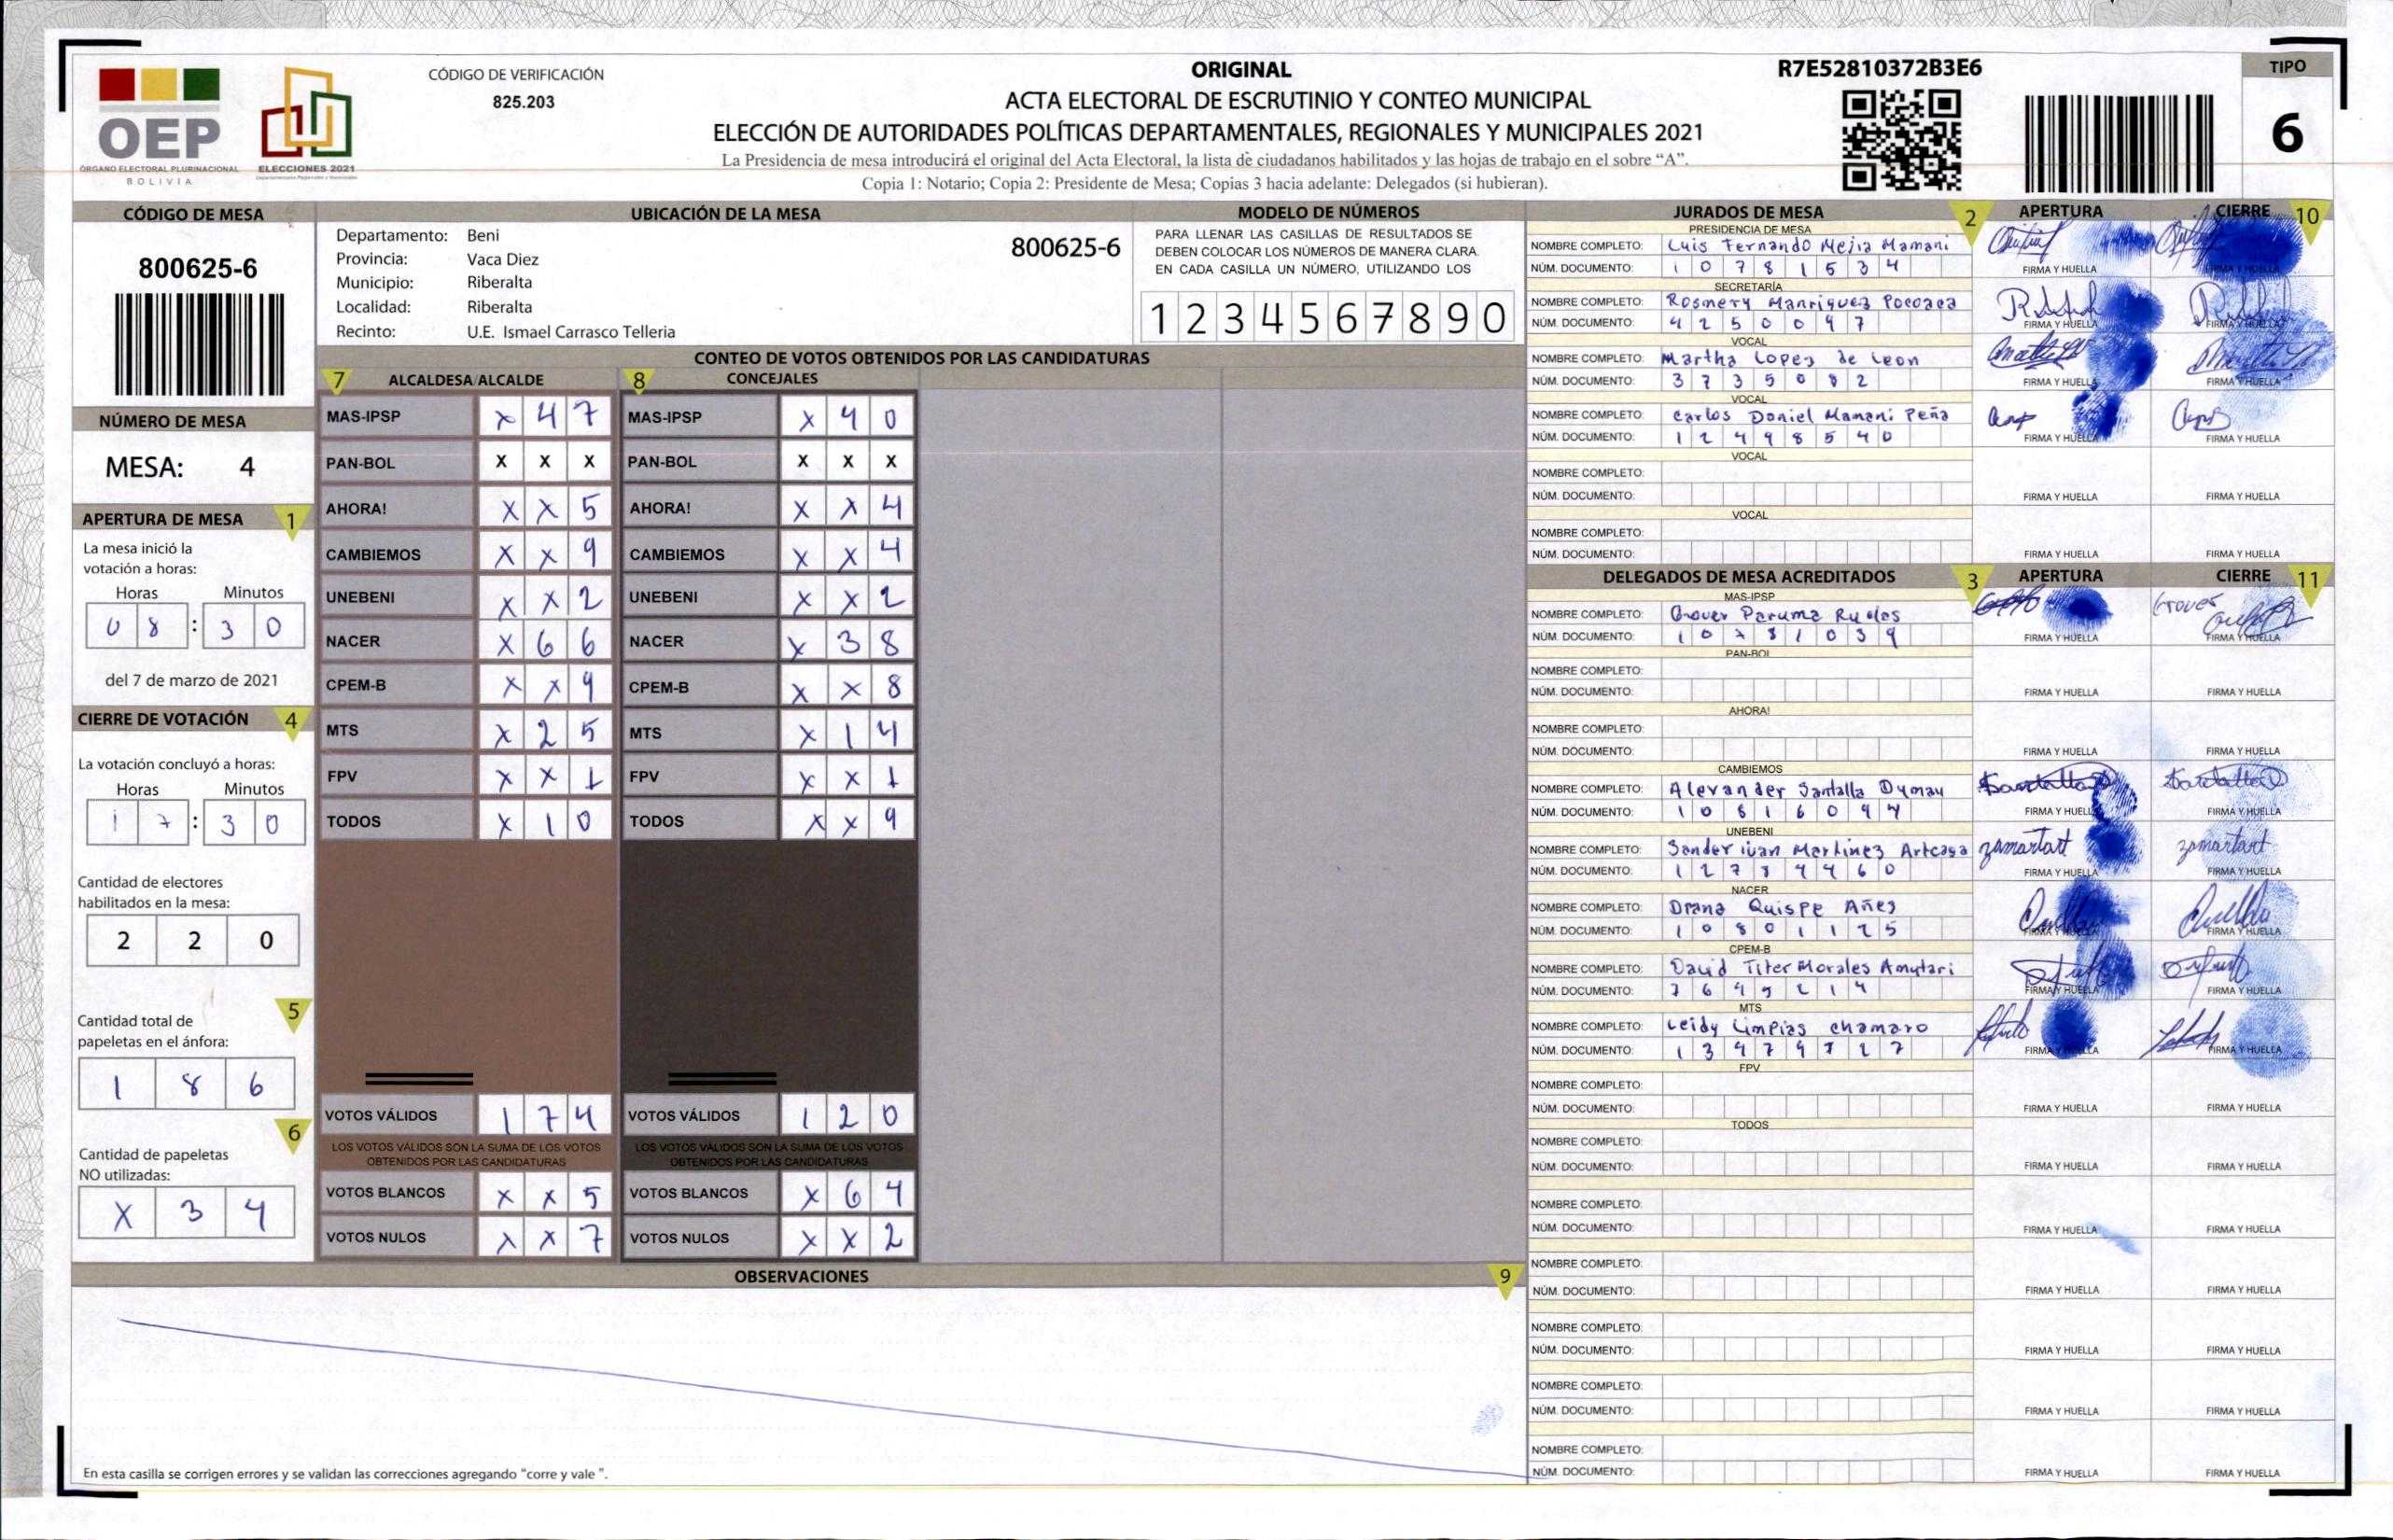 OEP
ÓRGANO ELECTORAL PLURINACIONAL
BOLIVIA
ELECCIONES 2021
CÓDIGO DE VERIFICACIÓN
825.203
ORIGINAL
ACTA ELECTORAL DE ESCRUTINIO Y CONTEO MUNICIPAL
ELECCIÓN DE AUTORIDADES POLÍTICAS DEPARTAMENTALES, REGIONALES Y MUNICIPALES 2021
La Presidencia de mesa introducirá el original del Acta Electoral, la lista de ciudadanos habilitados y las hojas de trabajo en el sobre “A”.
Copia 1: Notario; Copia 2: Presidente de Mesa; Copias 3 hacia adelante: Delegados (si hubieran).
R7E52810372B3E6
TIPO
6
CÓDIGO DE MESA
800625-6
NÚMERO DE MESA
MESA: 4
APERTURA DE MESA 1
La mesa inició la
votación a horas:
Horas Minutos
0 8 : 3 0
del 7 de marzo de 2021
CIERRE DE VOTACIÓN 4
La votación concluyó a horas:
Horas Minutos
1 7 : 3 0
Cantidad de electores
habilitados en la mesa:
2 2 0
5
Cantidad total de
papeletas en el ánfora:
1 8 6
6
Cantidad de papeletas
NO utilizadas:
X 3 4
UBICACIÓN DE LA MESA
Departamento: Beni
800625-6
Provincia: Vaca Diez
Municipio: Riberalta
Localidad: Riberalta
Recinto: U.E. Ismael Carrasco Telleria
MODELO DE NÚMEROS
PARA LLENAR LAS CASILLAS DE RESULTADOS SE
DEBEN COLOCAR LOS NÚMEROS DE MANERA CLARA.
EN CADA CASILLA UN NÚMERO, UTILIZANDO LOS
1 2 3 4 5 6 7 8 9 0
CONTEO DE VOTOS OBTENIDOS POR LAS CANDIDATURAS
7 ALCALDESA/ALCALDE 8 CONCEJALES
MAS-IPSP X 4 7 MAS-IPSP X 4 0
PAN-BOL X X X PAN-BOL X X X
AHORA! X X 5 AHORA! X X 4
CAMBIEMOS X X 9 CAMBIEMOS X X 4
UNEBENI X X 2 UNEBENI X X 2
NACER X 6 6 NACER X 3 8
CPEM-B X X 9 CPEM-B X X 8
MTS X 2 5 MTS X 1 4
FPV X X 1 FPV X X 1
TODOS X 1 0 TODOS X X 9
VOTOS VÁLIDOS 1 7 4 VOTOS VÁLIDOS 1 2 0
LOS VOTOS VÁLIDOS SON LA SUMA DE LOS VOTOS LOS VOTOS VÁLIDOS SON LA SUMA DE LOS VOTOS
OBTENIDOS POR LAS CANDIDATURAS OBTENIDOS POR LAS CANDIDATURAS
VOTOS BLANCOS X X 5 VOTOS BLANCOS X 6 4
VOTOS NULOS X X 7 VOTOS NULOS X X 2
OBSERVACIONES 9
En esta casilla se corrigen errores y se validan las correcciones agregando “corre y vale ”.
JURADOS DE MESA 2 APERTURA CIERRE 10
PRESIDENCIA DE MESA
NOMBRE COMPLETO: Luis Fernando Mejia Mamani
NÚM. DOCUMENTO: 1 0 7 8 1 5 3 4 FIRMA Y HUELLA FIRMA Y HUELLA
SECRETARÍA
NOMBRE COMPLETO: Rosmery Manriquez
NÚM. DOCUMENTO: 4 2 5 0 0 4 7 FIRMA Y HUELLA FIRMA Y HUELLA
VOCAL
NOMBRE COMPLETO: Martha Lopez de Leon
NÚM. DOCUMENTO: 3 7 3 5 0 8 2 FIRMA Y HUELLA FIRMA Y HUELLA
VOCAL
NOMBRE COMPLETO: Carlos Daniel Mamani Peña
NÚM. DOCUMENTO: 1 2 4 9 8 5 4 0 FIRMA Y HUELLA FIRMA Y HUELLA
VOCAL
NOMBRE COMPLETO:
NÚM. DOCUMENTO: FIRMA Y HUELLA FIRMA Y HUELLA
VOCAL
NOMBRE COMPLETO:
NÚM. DOCUMENTO: FIRMA Y HUELLA FIRMA Y HUELLA
DELEGADOS DE MESA ACREDITADOS 3 APERTURA CIERRE 11
MAS-IPSP
NOMBRE COMPLETO: Grover
NÚM. DOCUMENTO: 1 0 7 8 1 0 3 9 FIRMA Y HUELLA FIRMA Y HUELLA
PAN-BOL
NOMBRE COMPLETO:
NÚM. DOCUMENTO: FIRMA Y HUELLA FIRMA Y HUELLA
AHORA!
NOMBRE COMPLETO:
NÚM. DOCUMENTO: FIRMA Y HUELLA FIRMA Y HUELLA
CAMBIEMOS
NOMBRE COMPLETO: Alexander Santalla
NÚM. DOCUMENTO: 1 0 8 1 6 0 9 4 FIRMA Y HUELLA FIRMA Y HUELLA
UNEBENI
NOMBRE COMPLETO: Sander ivan Martinez Arteaga zamartart zamartart
NÚM. DOCUMENTO: FIRMA Y HUELLA FIRMA Y HUELLA
NACER
NOMBRE COMPLETO: Quispe Añez
NÚM. DOCUMENTO: 1 0 8 0 1 1 2 5 FIRMA Y HUELLA FIRMA Y HUELLA
CPEM-B
NOMBRE COMPLETO: David Titer Morales
NÚM. DOCUMENTO: 7 6 4 9 2 1 4 FIRMA Y HUELLA FIRMA Y HUELLA
MTS
NOMBRE COMPLETO: Leidy Limpias Chamaro
NÚM. DOCUMENTO: FIRMA Y HUELLA FIRMA Y HUELLA
FPV
NOMBRE COMPLETO:
NÚM. DOCUMENTO: FIRMA Y HUELLA FIRMA Y HUELLA
TODOS
NOMBRE COMPLETO:
NÚM. DOCUMENTO: FIRMA Y HUELLA FIRMA Y HUELLA
NOMBRE COMPLETO:
NÚM. DOCUMENTO: FIRMA Y HUELLA FIRMA Y HUELLA
NOMBRE COMPLETO:
NÚM. DOCUMENTO: FIRMA Y HUELLA FIRMA Y HUELLA
NOMBRE COMPLETO:
NÚM. DOCUMENTO: FIRMA Y HUELLA FIRMA Y HUELLA
NOMBRE COMPLETO:
NÚM. DOCUMENTO: FIRMA Y HUELLA FIRMA Y HUELLA
NOMBRE COMPLETO:
NÚM. DOCUMENTO: FIRMA Y HUELLA FIRMA Y HUELLA